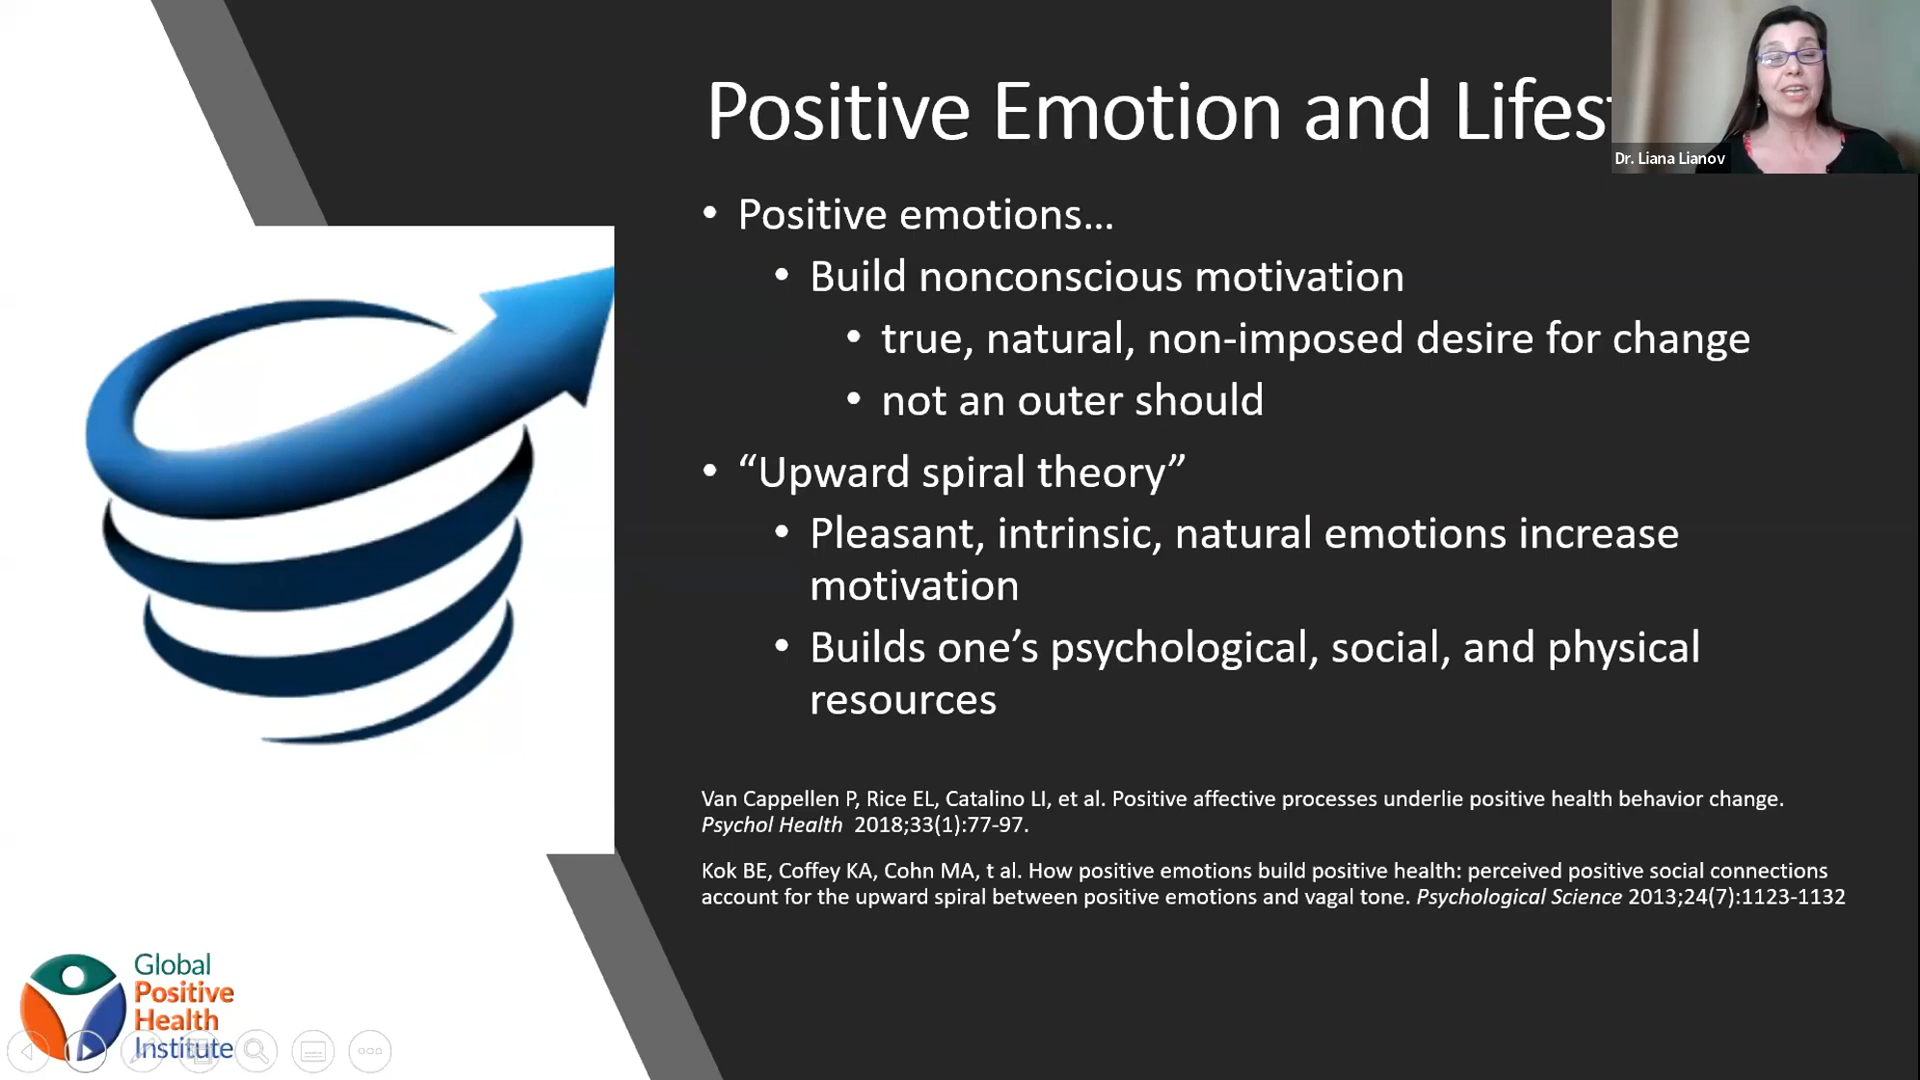 Positive Emotion and Lifes
Dr. Liana Lianov
• Positive emotions...
• Build nonconscious motivation
• true, natural, non-imposed desire for change
• not an outer should
• “Upward spiral theory”
• Pleasant, intrinsic, natural emotions increase
motivation
• Builds one’s psychological, social, and physical
resources
Van Cappellen P, Rice EL, Catalino LI, et al. Positive affective processes underlie positive health behavior change.
Psychol Health 2018;33(1):77-97.
Kok BE, Coffey KA, Cohn MA, t al. How positive emotions build positive health: perceived positive social connections
account for the upward spiral between positive emotions and vagal tone. Psychological Science 2013;24(7):1123-1132
Global
Positive
Health
Institute